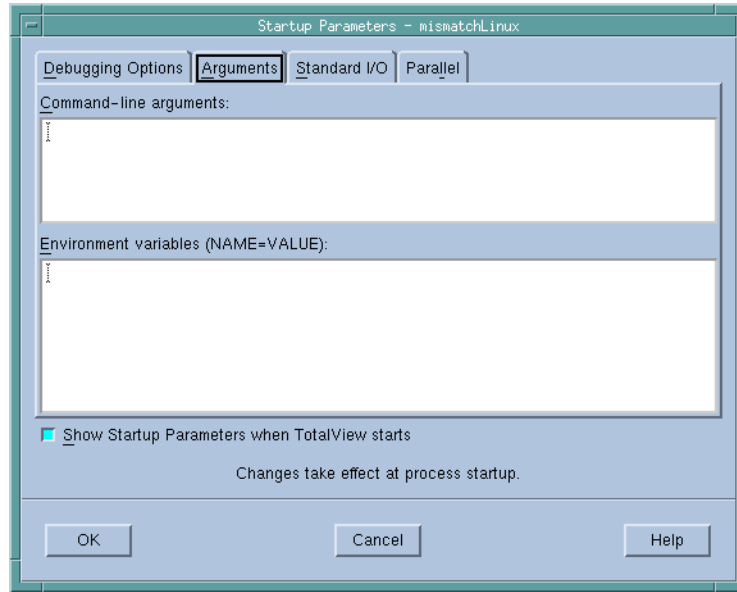 Startup Parameters - mismatchLinux
Debugging Options Arguments Standard I/O Parallel
Command-line arguments:
Environment variables (NAME=VALUE):
Show Startup Parameters when TotalView starts
Changes take effect at process startup.
OK Cancel Help